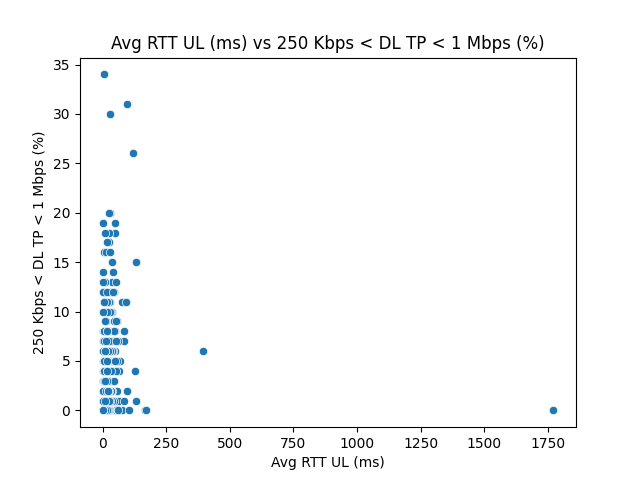 Avg RTT UL (ms) vs 250 Kbps < DL TP < 1 Mbps (%)
250 Kbps < DL TP < 1 Mbps (%)
35
30
25
20
15
10
5
0
0 250 500 750 1000 1250 1500 1750
Avg RTT UL (ms)